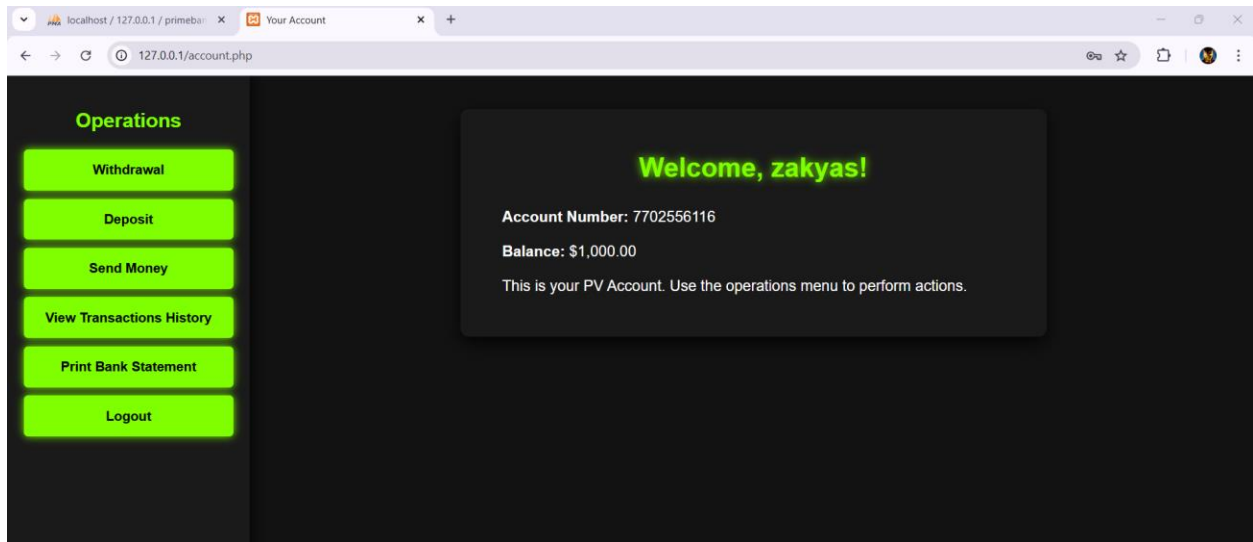 localhost / 127.0.0.1 / primeban
Your Account
127.0.0.1/account.php
Operations
Withdrawal
Deposit
Send Money
View Transactions History
Print Bank Statement
Logout
Welcome, zakyas!
Account Number: 7702556116
Balance: $1,000.00
This is your PV Account. Use the operations menu to perform actions.